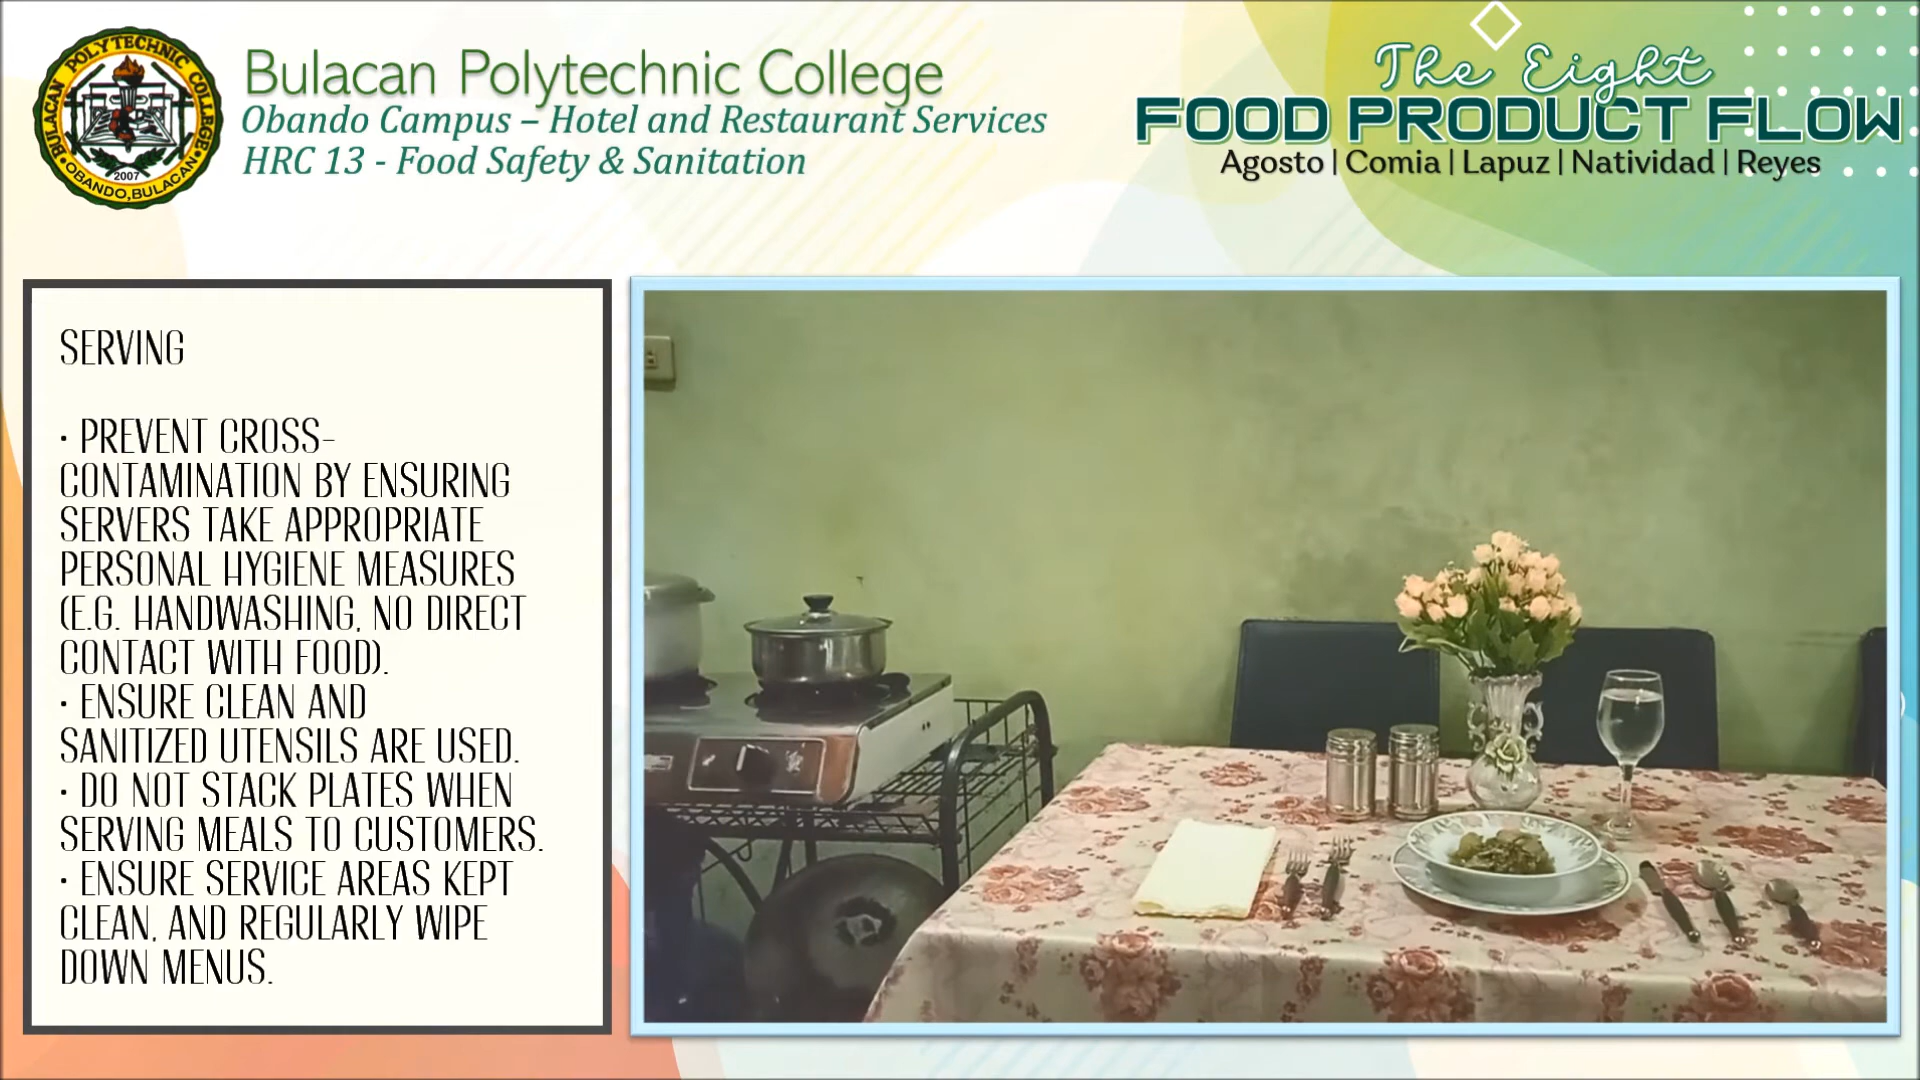 BULACAN POLYTECHNIC COLLEGE
2007
OBANDO, BULACAN
Bulacan Polytechnic College
Obando Campus – Hotel and Restaurant Services
HRC 13 - Food Safety & Sanitation
The Eight
FOOD PRODUCT FLOW
Agosto | Comia | Lapuz | Natividad | Reyes
SERVING
· PREVENT CROSS-
CONTAMINATION BY ENSURING
SERVERS TAKE APPROPRIATE
PERSONAL HYGIENE MEASURES
(E.G. HANDWASHING, NO DIRECT
CONTACT WITH FOOD).
· ENSURE CLEAN AND
SANITIZED UTENSILS ARE USED.
· DO NOT STACK PLATES WHEN
SERVING MEALS TO CUSTOMERS.
· ENSURE SERVICE AREAS KEPT
CLEAN, AND REGULARLY WIPE
DOWN MENUS.